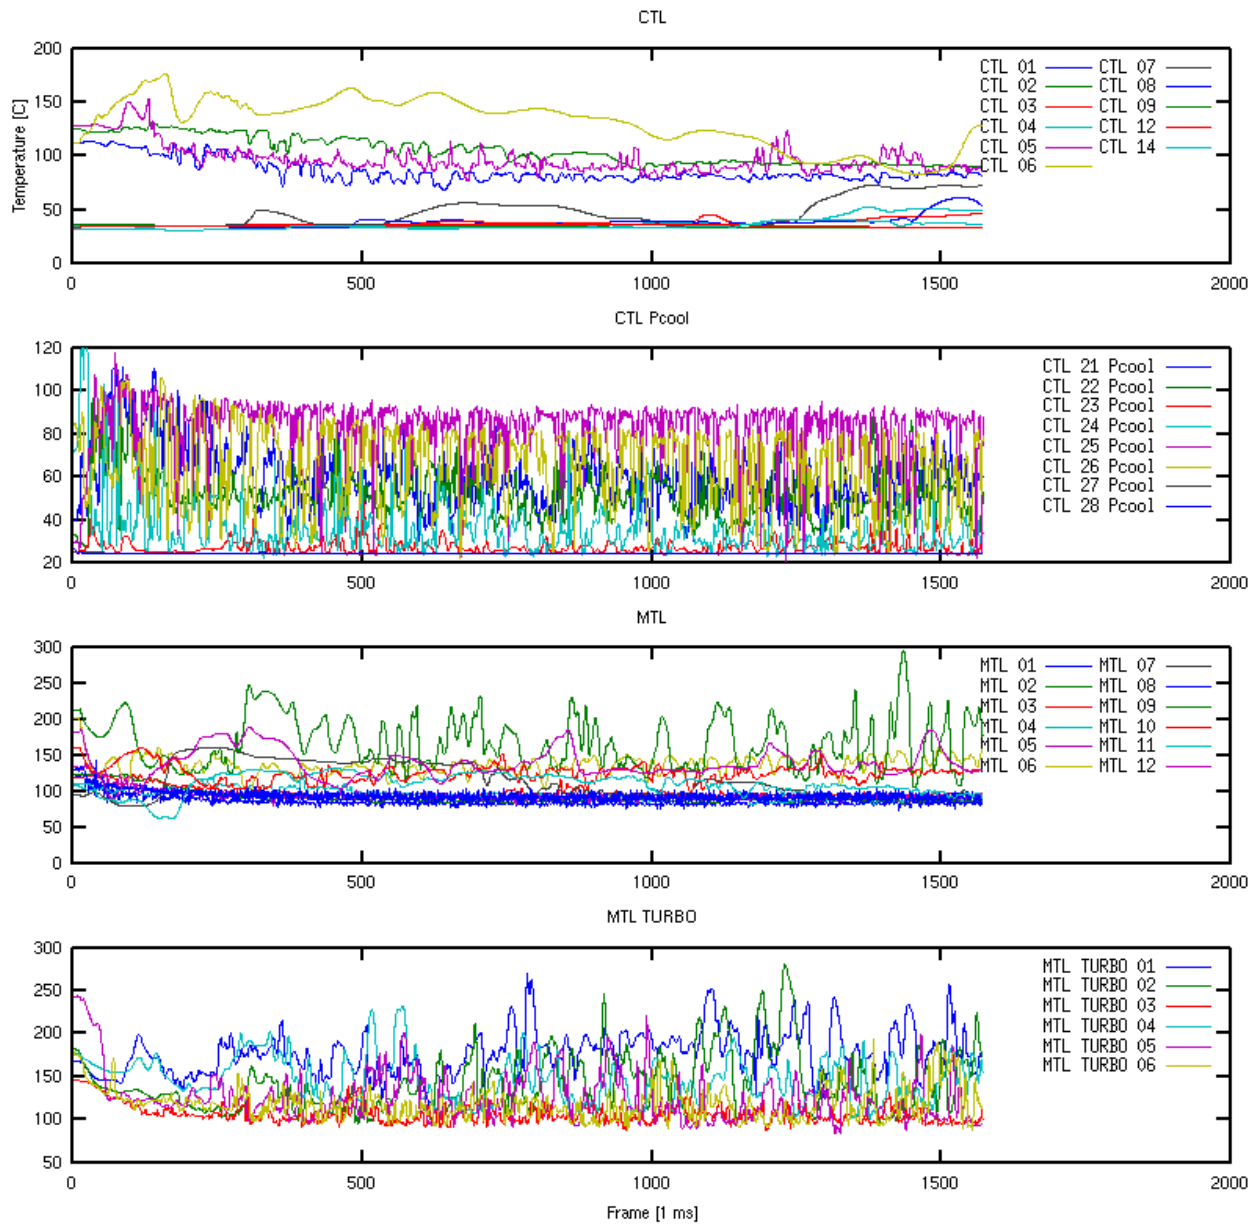 CTL
200
150
100
50
0
Temperature [C]
CTL 01 CTL 07
CTL 02 CTL 08
CTL 03 CTL 09
CTL 04 CTL 12
CTL 05 CTL 14
CTL 06
0 500 1000 1500 2000
CTL Pcool
120
100
80
60
40
20
CTL 21 Pcool
CTL 22 Pcool
CTL 23 Pcool
CTL 24 Pcool
CTL 25 Pcool
CTL 26 Pcool
CTL 27 Pcool
CTL 28 Pcool
0 500 1000 1500 2000
MTL
300
250
200
150
100
50
0
MTL 01 MTL 07
MTL 02 MTL 08
MTL 03 MTL 09
MTL 04 MTL 10
MTL 05 MTL 11
MTL 06 MTL 12
0 500 1000 1500 2000
MTL TURBO
300
250
200
150
100
50
MTL TURBO 01
MTL TURBO 02
MTL TURBO 03
MTL TURBO 04
MTL TURBO 05
MTL TURBO 06
0 500 1000 1500 2000
Frame [1 ms]